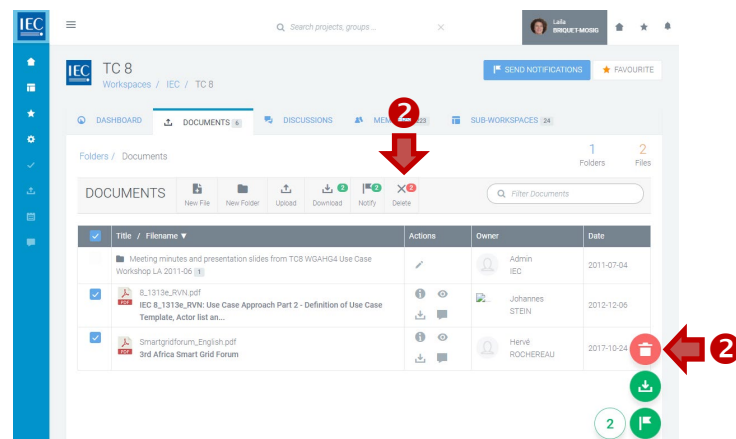 IEC
Search projects, groups ...
Laila
BRIQUET-MOSIG
IEC
TC 8
Workspaces / IEC / TC 8
SEND NOTIFICATIONS
FAVOURITE
DASHBOARD
DOCUMENTS 6
DISCUSSIONS
MEM
23
SUB-WORKSPACES 24
2
Folders / Documents
1
Folders
2
Files
DOCUMENTS
New File
New Folder
Upload
2
Download
2
Notify
2
Delete
Filter Documents
Title / Filename ▼
Actions
Owner
Date
Meeting minutes and presentation slides from TC8 WGAHG4 Use Case
Workshop LA 2011-06 1
Admin
IEC
2011-07-04
PDF
8_1313e_RVN.pdf
IEC 8_1313e_RVN: Use Case Approach Part 2 - Definition of Use Case
Template, Actor list an...
Johannes
STEIN
2012-12-06
PDF
Smartgridforum_English.pdf
3rd Africa Smart Grid Forum
Hervé
ROCHEREAU
2017-10-24
2
2